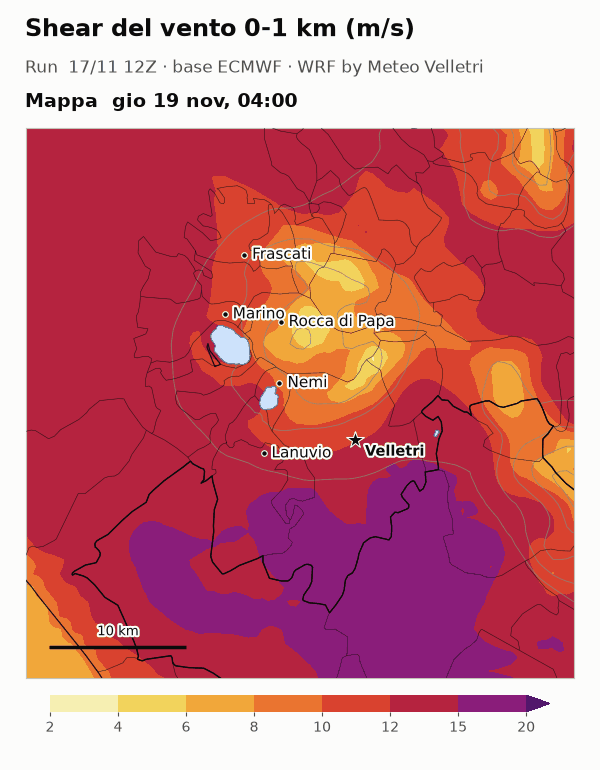 Shear del vento 0-1 km (m/s)
Run  17/11 12Z · base ECMWF · WRF by Meteo Velletri
Mappa  gio 19 nov, 04:00
Frascati
Marino
Rocca di Papa
Nemi
Velletri
Lanuvio
10 km
2 4 6 8 10 12 15 20